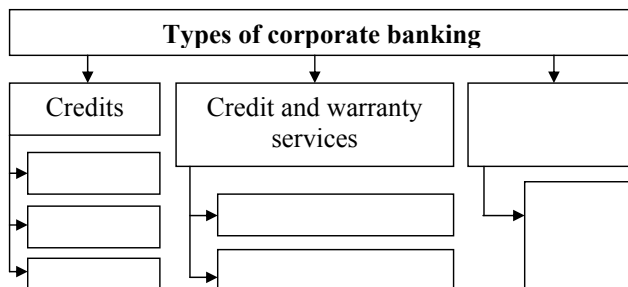 Types of corporate banking
Credits
Credit and warranty
services